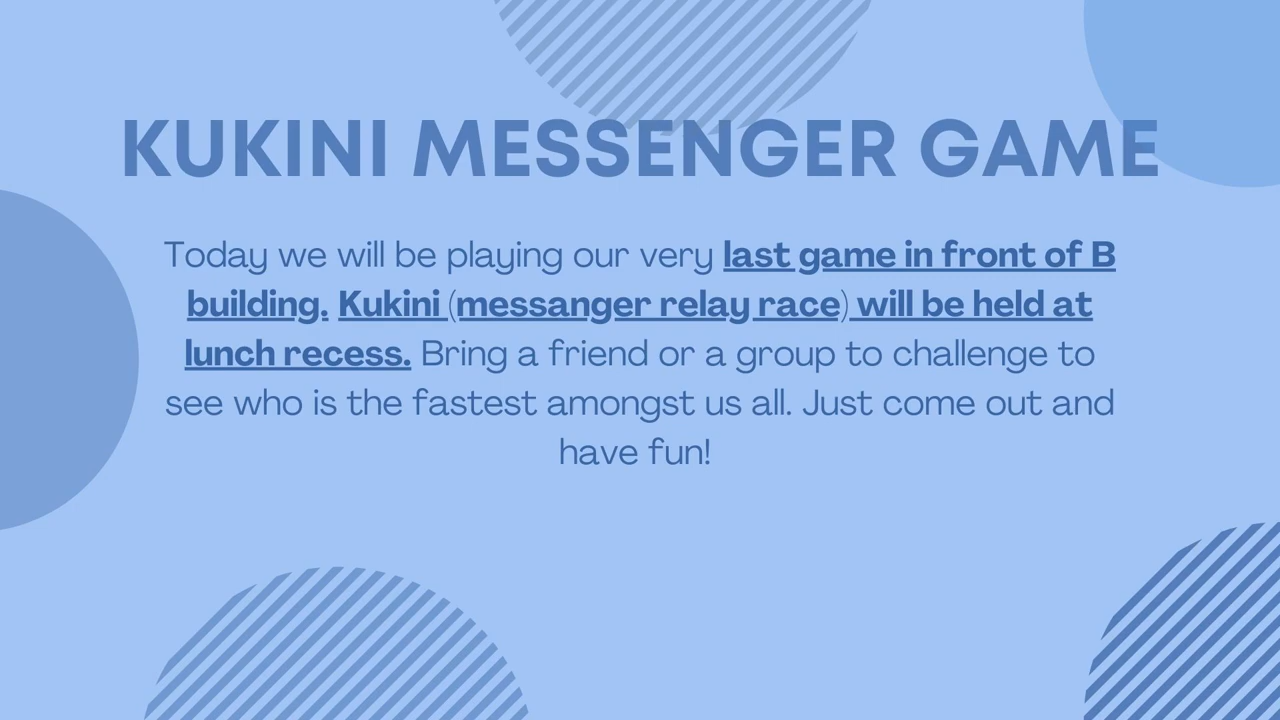 KUKINI MESSENGER GAME
Today we will be playing our very last game in front of B
building. Kukini (messanger relay race) will be held at
lunch recess. Bring a friend or a group to challenge to
see who is the fastest amongst us all. Just come out and
have fun!